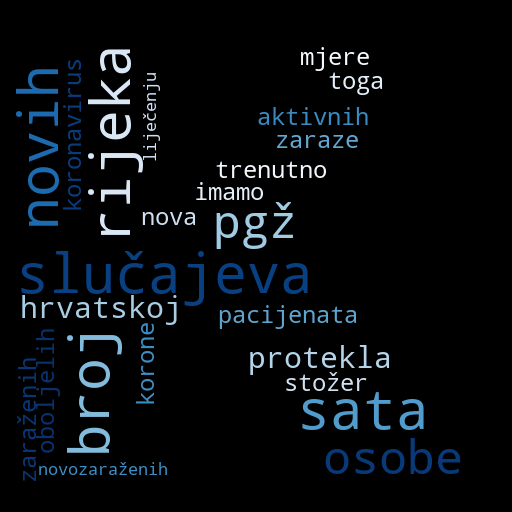 mjere
toga
novih
koronavirus
rijeka
liječenju
aktivnih
zaraze
trenutno
imamo
nova
pgž
slučajeva
hrvatskoj
pacijenata
zaraženih
oboljelih
broj
korone
protekla
stožer
sata
osobe
novozaraženih